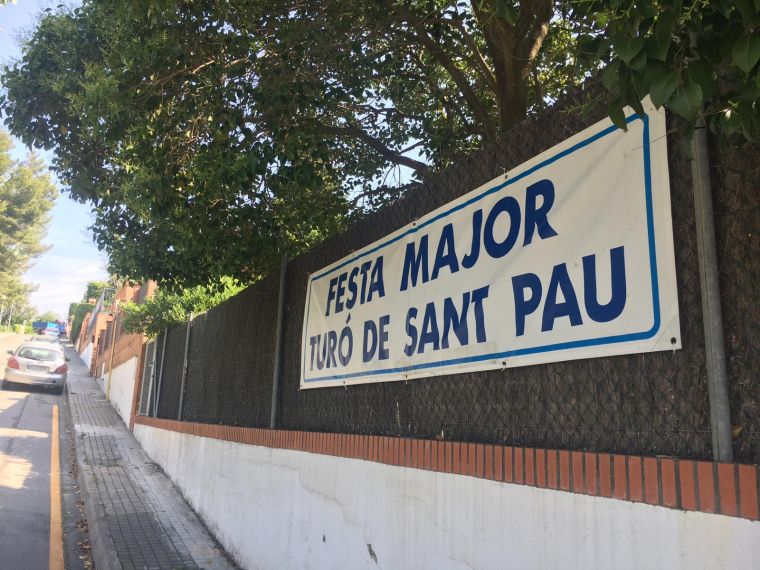 FESTA MAJOR
TURÓ DE SANT PAU